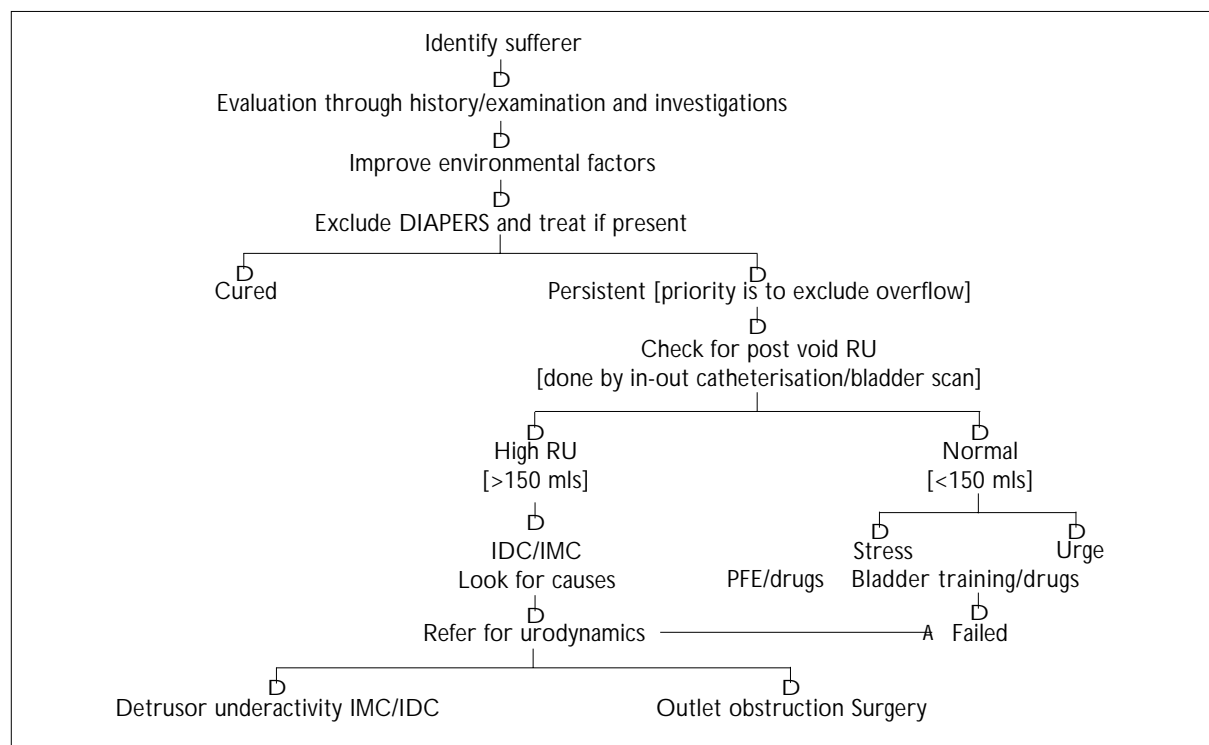 Identify sufferer
D
Evaluation through history/examination and investigations
D
Improve environmental factors
D
Exclude DIAPERS and treat if present
D D
Cured Persistent [priority is to exclude overflow]
D
Check for post void RU
[done by in-out catheterisation/bladder scan]
D D
High RU Normal
[>150 mls] [<150 mls]
D D D
IDC/IMC Stress Urge
Look for causes PFE/drugs Bladder training/drugs
D D
Refer for urodynamics A Failed
D D
Detrusor underactivity IMC/IDC Outlet obstruction Surgery